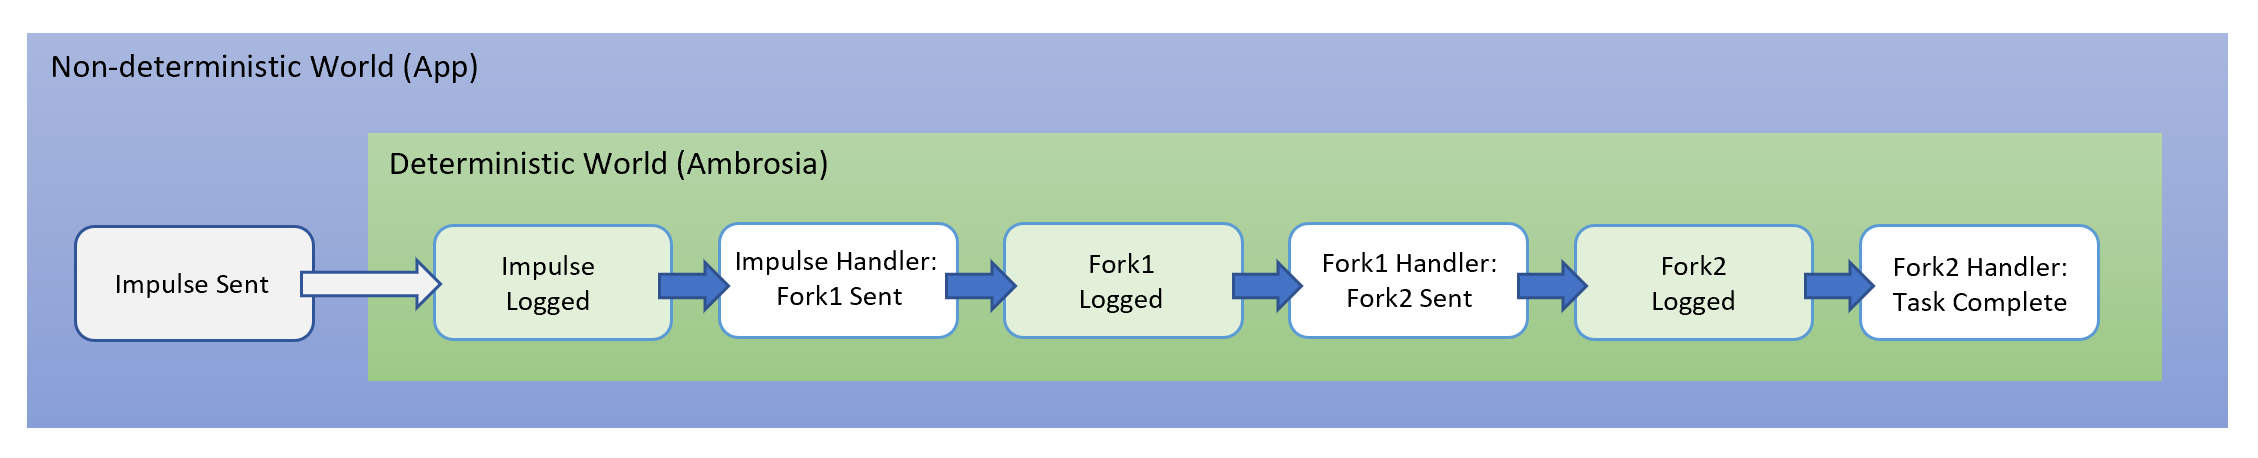 Non-deterministic World (App)
Deterministic World (Ambrosia)
Impulse Sent
Impulse
Logged
Impulse Handler:
Fork1 Sent
Fork1
Logged
Fork1 Handler:
Fork2 Sent
Fork2
Logged
Fork2 Handler:
Task Complete